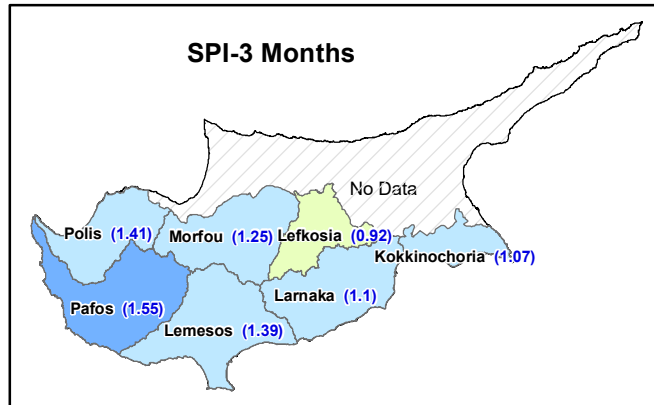 SPI-3 Months
No Data
Polis (1.41)
Morfou (1.25)
Lefkosia (0.92)
Kokkinochoria (1.07)
Pafos (1.55)
Larnaka (1.1)
Lemesos (1.39)